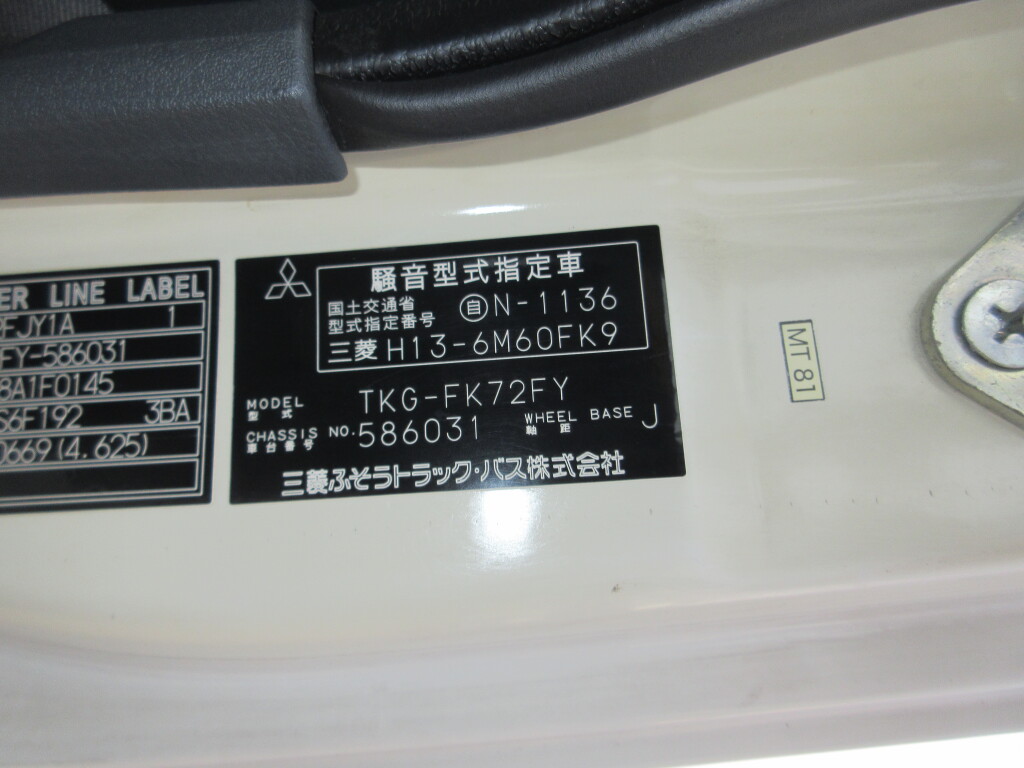 ER LINE LABEL
FJY1A 1
FY-586031
8A1F0145
S6F192 3BA
0669(4.625)
騒音型式指定車
国土交通省
型式指定番号 自N-1136
三菱 H13-6M60FK9
MODEL
型式 TKG-FK72FY
CHASSIS NO.
車台番号 586031 WHEEL BASE
軸距 J
三菱ふそうトラック・バス株式会社
MT81